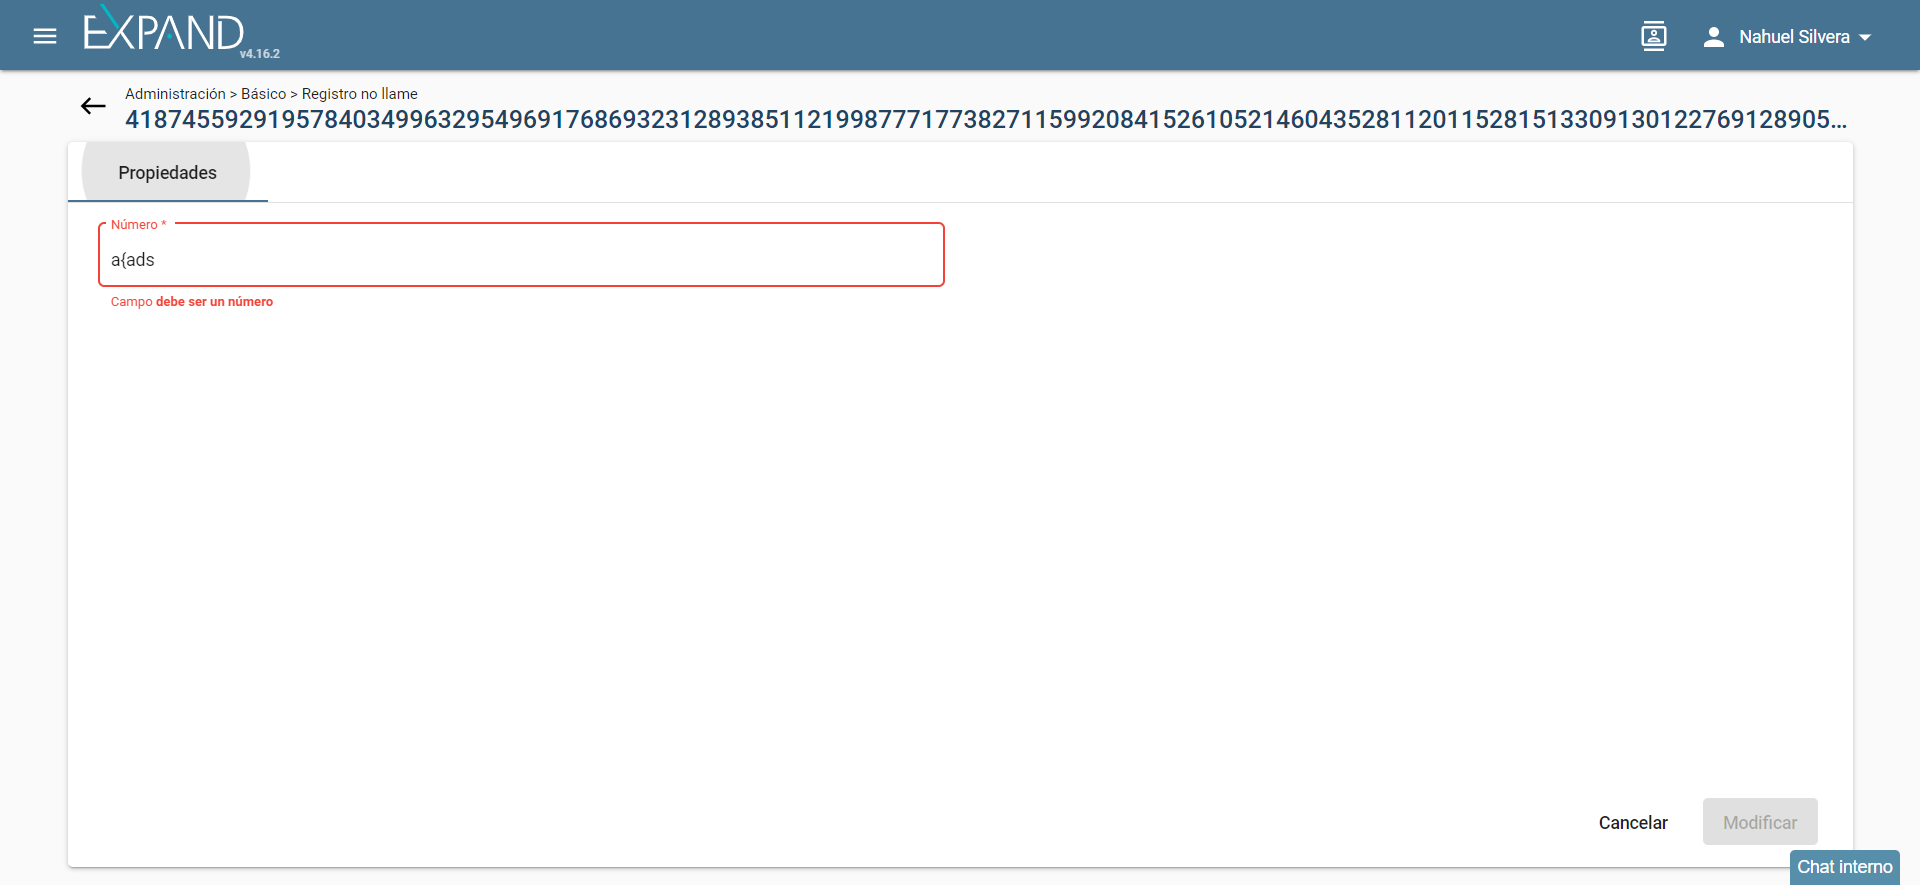 EXPAND
v4.16.2
Nahuel Silvera
Administración > Básico > Registro no llame
418745592919578403499632954969176869323128938511219987771773827115992084152610521460435281120115281513309130122769128905...
Propiedades
Número *
a{ads
Campo debe ser un número
Cancelar
Modificar
Chat interno